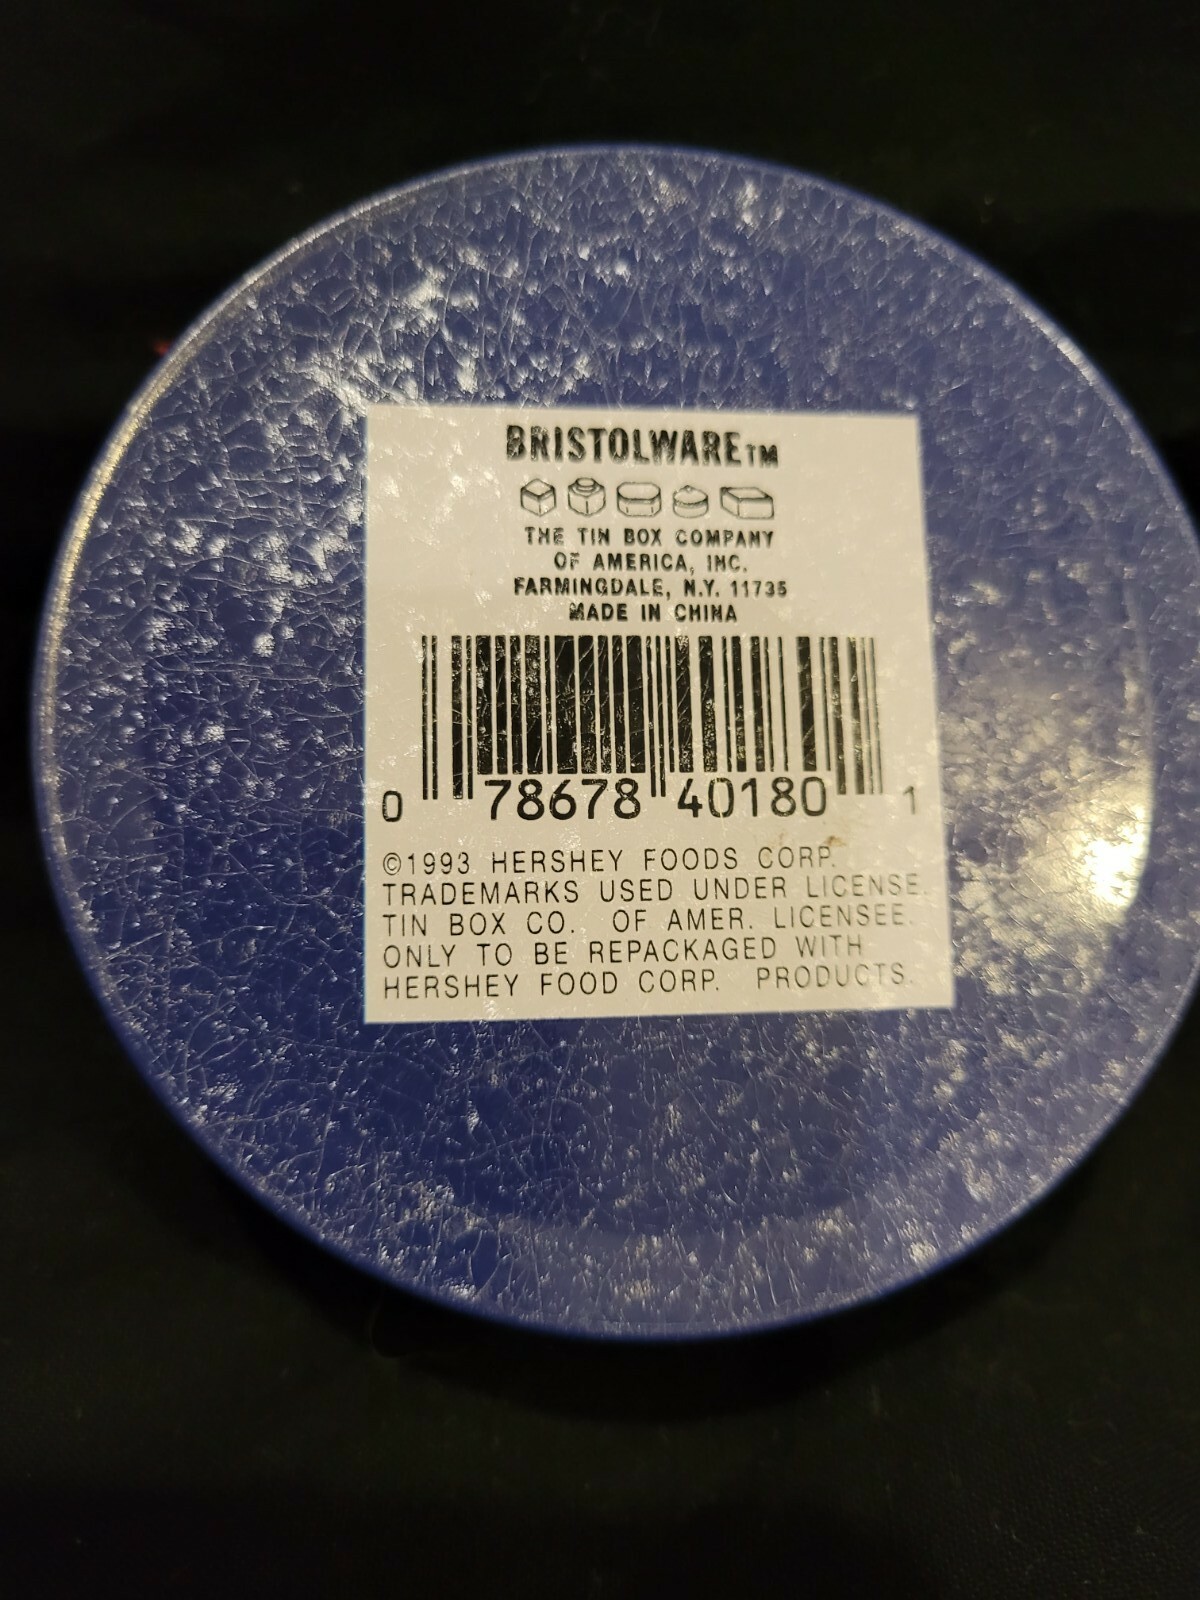 BRISTOLWARE™
THE TIN BOX COMPANY
OF AMERICA, INC.
FARMINGDALE, N.Y. 11735
MADE IN CHINA
0 78678 40180 1
©1993 HERSHEY FOODS CORP.
TRADEMARKS USED UNDER LICENSE.
TIN BOX CO. OF AMER. LICENSEE.
ONLY TO BE REPACKAGED WITH
HERSHEY FOOD CORP. PRODUCTS.